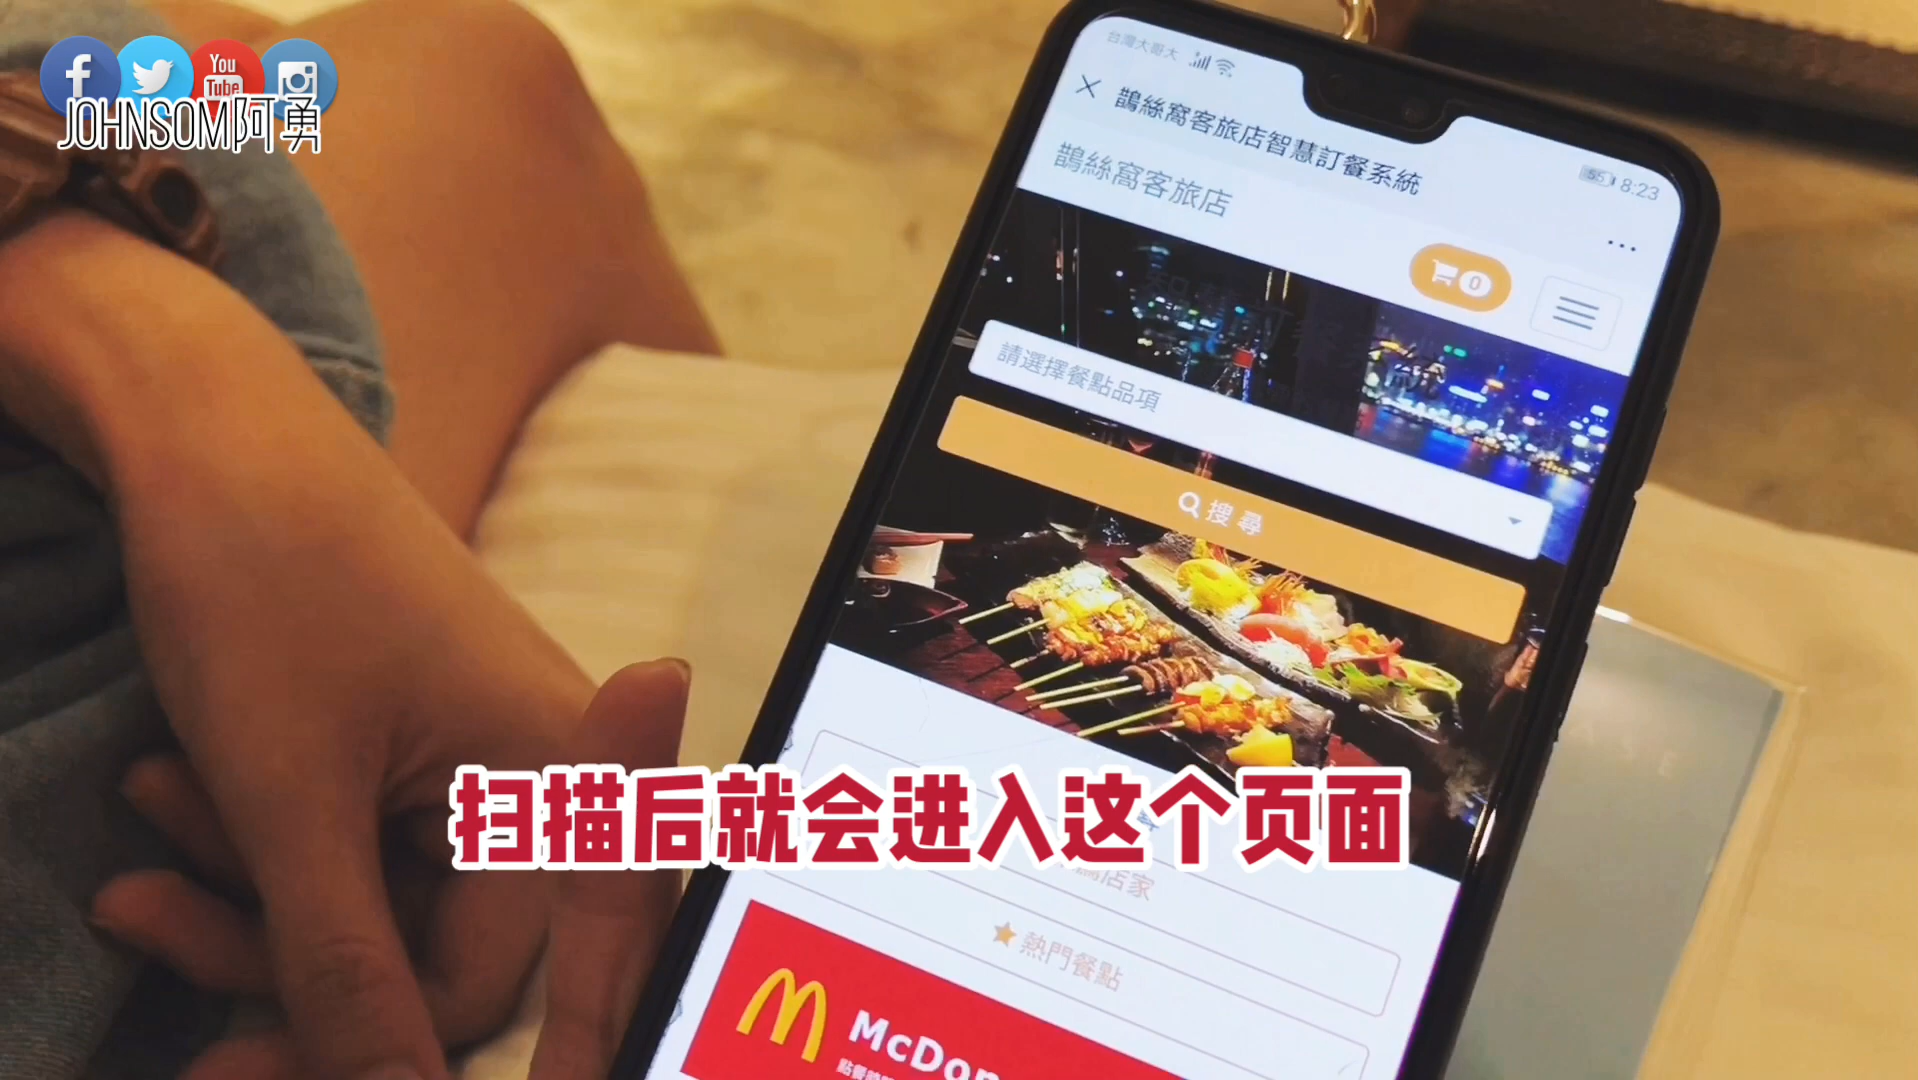 You
Tube
JOHNSOM阿勇
台灣大哥大
55 8:23
鵲絲窩客旅店智慧訂餐系統
鵲絲窩客旅店
0
請選擇餐點品項
搜 尋
扫描后就会进入这个页面
店家
熱門餐點
McDon